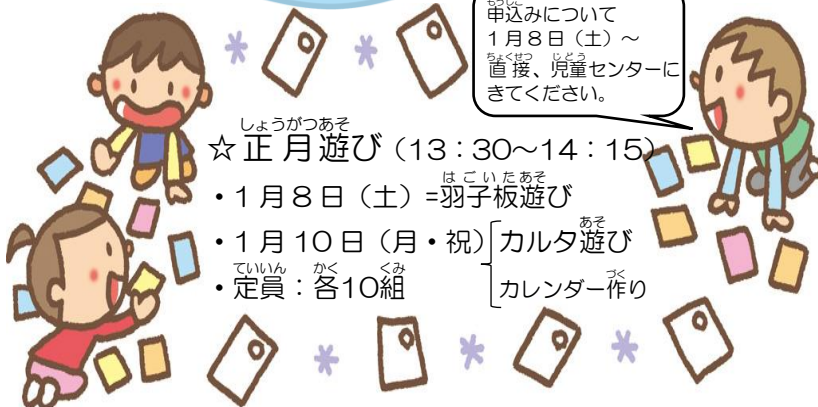 申込みについて
1月8日（土）～
直接、児童センターに
きてください。
☆正月遊び（13：30～14：15）
・1月8日（土）=羽子板遊び
・1月10日（月・祝）カルタ遊び
・定員：各10組 カレンダー作り